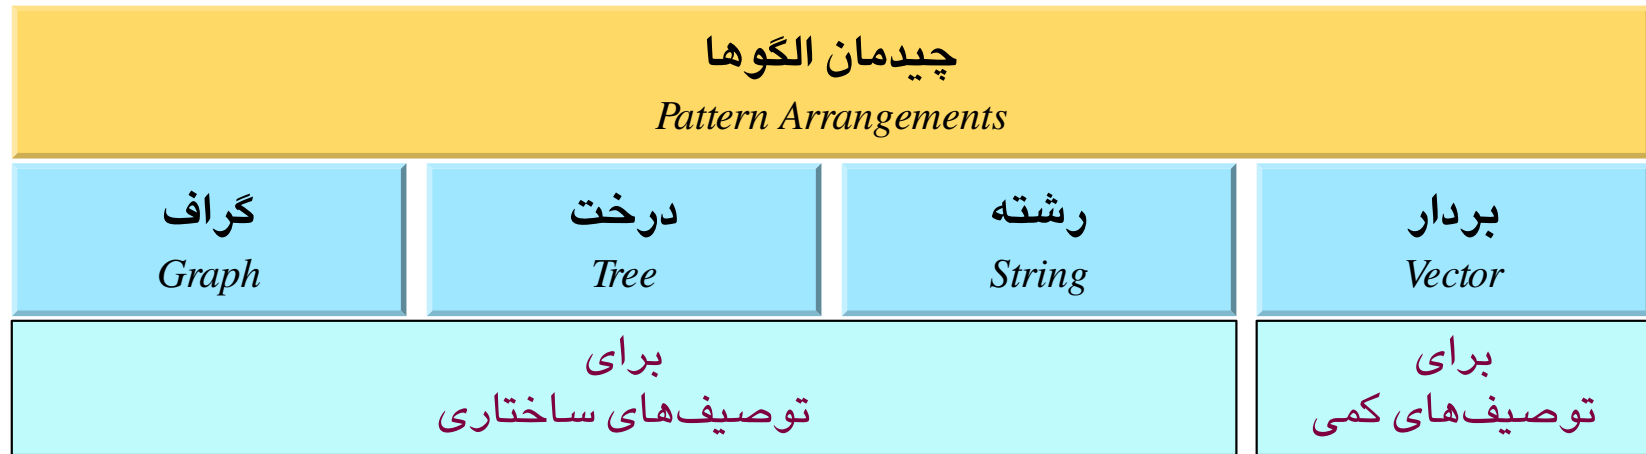 چیدمان الگوها
Pattern Arrangements
بردار
Vector
رشته
String
درخت
Tree
گراف
Graph
برای
توصیف‌های کمی
برای
توصیف‌های ساختاری